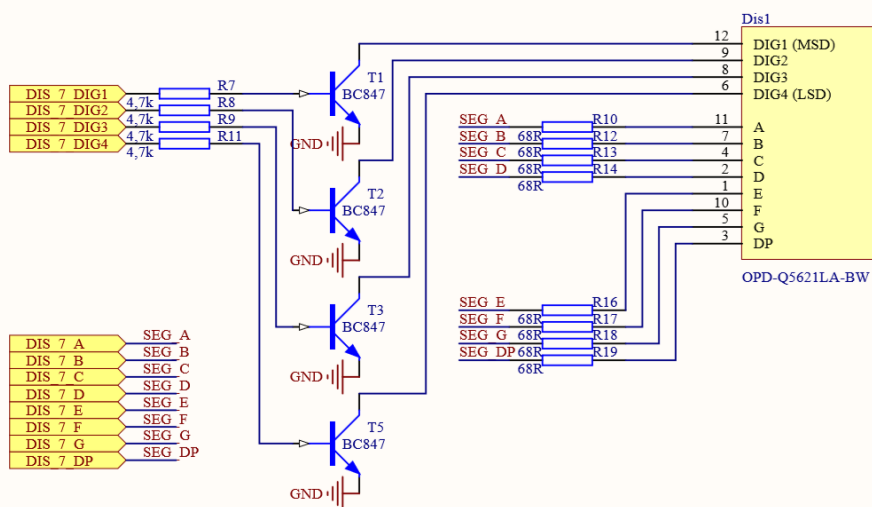 Dis1
12 DIG1 (MSD)
9 DIG2
8 DIG3
6 DIG4 (LSD)
11 A
7 B
4 C
2 D
1 E
10 F
5 G
3 DP
OPD-Q5621LA-BW
DIS_7_DIG1 4,7k R7
DIS_7_DIG2 4,7k R8
DIS_7_DIG3 4,7k R9
DIS_7_DIG4 4,7k R11
T1
BC847
GND
T2
BC847
GND
T3
BC847
GND
T5
BC847
GND
SEG_A 68R R10
SEG_B 68R R12
SEG_C 68R R13
SEG_D 68R R14
SEG_E 68R R16
SEG_F 68R R17
SEG_G 68R R18
SEG_DP 68R R19
DIS_7_A SEG_A
DIS_7_B SEG_B
DIS_7_C SEG_C
DIS_7_D SEG_D
DIS_7_E SEG_E
DIS_7_F SEG_F
DIS_7_G SEG_G
DIS_7_DP SEG_DP